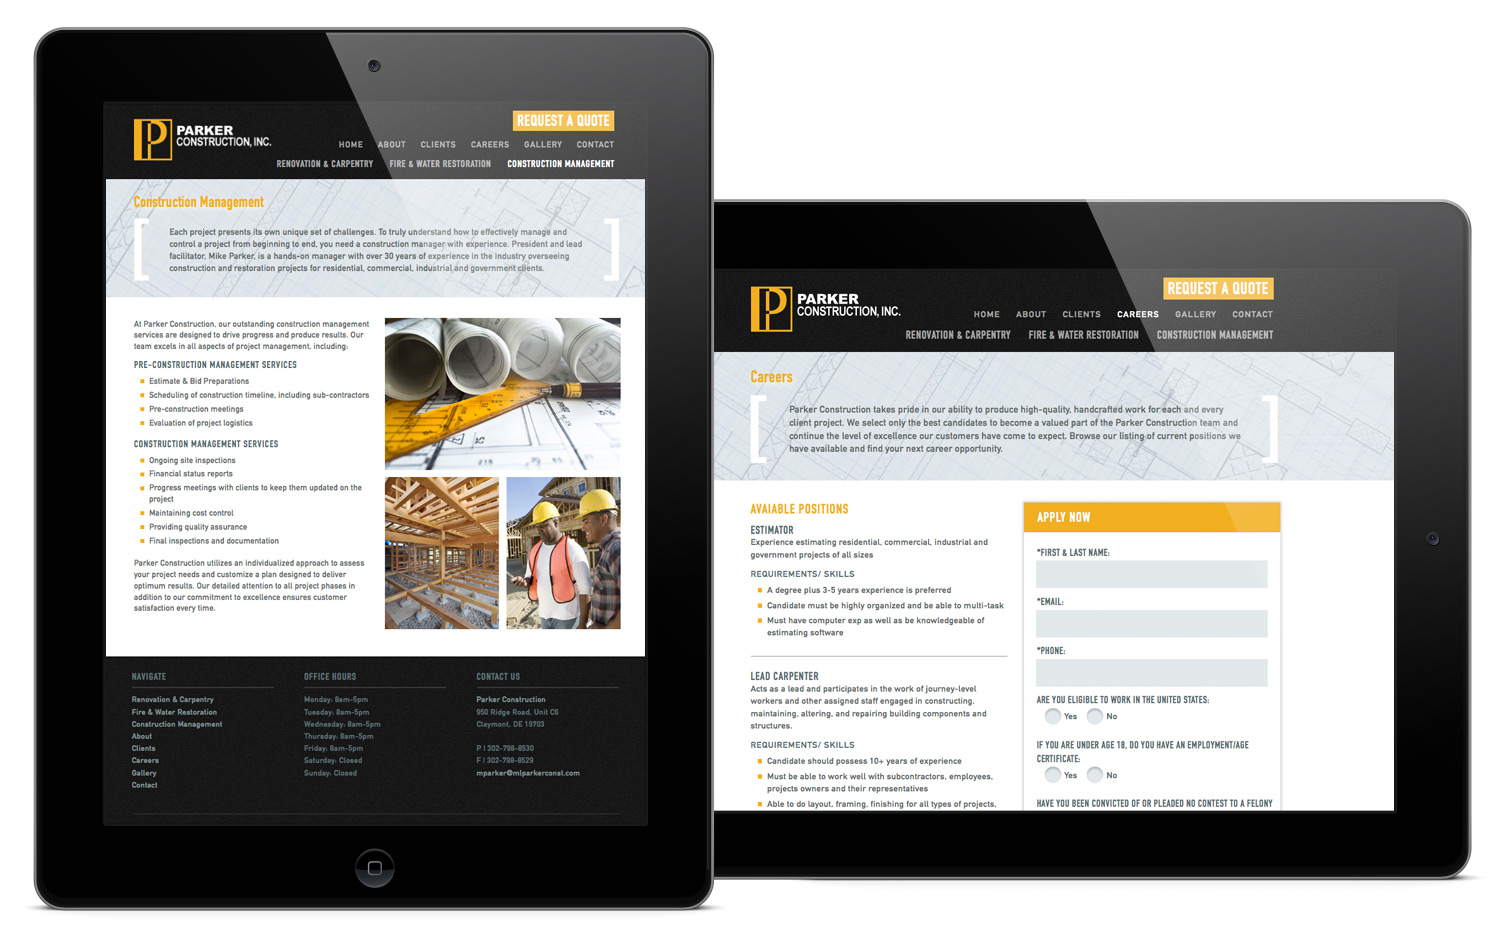 REQUEST A QUOTE
PARKER
CONSTRUCTION, INC.
HOME ABOUT CLIENTS CAREERS GALLERY CONTACT
RENOVATION & CARPENTRY FIRE & WATER RESTORATION CONSTRUCTION MANAGEMENT
Construction Management
Each project presents its own unique set of challenges. To truly understand how to effectively manage and
control a project from beginning to end, you need a construction manager with experience. President and lead
facilitator, Mike Parker, is a hands-on manager with over 30 years of experience in the industry overseeing
construction and restoration projects for residential, commercial, industrial and government clients.
At Parker Construction, our outstanding construction management
services are designed to drive progress and produce results. Our
team excels in all aspects of project management, including:
PRE-CONSTRUCTION MANAGEMENT SERVICES
Estimate & Bid Preparations
Scheduling of construction timeline, including sub-contractors
Pre-construction meetings
Evaluation of project logistics
CONSTRUCTION MANAGEMENT SERVICES
Ongoing site inspections
Financial status reports
Progress meetings with clients to keep them updated on the
project
Maintaining cost control
Providing quality assurance
Final inspections and documentation
Parker Construction utilizes an individualized approach to assess
your project needs and customize a plan designed to deliver
optimum results. Our detailed attention to all project phases in
addition to our commitment to excellence ensures customer
satisfaction every time.
NAVIGATE
Renovation & Carpentry
Fire & Water Restoration
Construction Management
About
Clients
Careers
Gallery
Contact
OFFICE HOURS
Monday: 8am-5pm
Tuesday: 8am-5pm
Wednesday: 8am-5pm
Thursday: 8am-5pm
Friday: 8am-5pm
Saturday: Closed
Sunday: Closed
CONTACT US
Parker Construction
950 Ridge Road, Unit C6
Claymont, DE 19703
P | 302-798-8530
F | 302-798-8529
mparker@mlparkerconst.com
REQUEST A QUOTE
PARKER
CONSTRUCTION, INC.
HOME ABOUT CLIENTS CAREERS GALLERY CONTACT
RENOVATION & CARPENTRY FIRE & WATER RESTORATION CONSTRUCTION MANAGEMENT
Careers
Parker Construction takes pride in our ability to produce high-quality, handcrafted work for each and every
client project. We select only the best candidates to become a valued part of the Parker Construction team and
continue the level of excellence our customers have come to expect. Browse our listing of current positions we
have available and find your next career opportunity.
AVAIABLE POSITIONS
ESTIMATOR
Experience estimating residential, commercial, industrial and
government projects of all sizes
REQUIREMENTS/ SKILLS
A degree plus 3-5 years experience is preferred
Candidate must be highly organized and be able to multi-task
Must have computer exp as well as be knowledgeable of
estimating software
LEAD CARPENTER
Acts as a lead and participates in the work of journey-level
workers and other assigned staff engaged in constructing,
maintaining, altering, and repairing building components and
structures.
REQUIREMENTS/ SKILLS
Candidate should possess 10+ years of experience
Must be able to work well with subcontractors, employees,
projects owners and their representatives
Able to do layout, framing, finishing for all types of projects,
APPLY NOW
*FIRST & LAST NAME:
*EMAIL:
*PHONE:
ARE YOU ELIGIBLE TO WORK IN THE UNITED STATES:
Yes No
IF YOU ARE UNDER AGE 18, DO YOU HAVE AN EMPLOYMENT/AGE
CERTIFICATE:
Yes No
HAVE YOU BEEN CONVICTED OF OR PLEADED NO CONTEST TO A FELONY